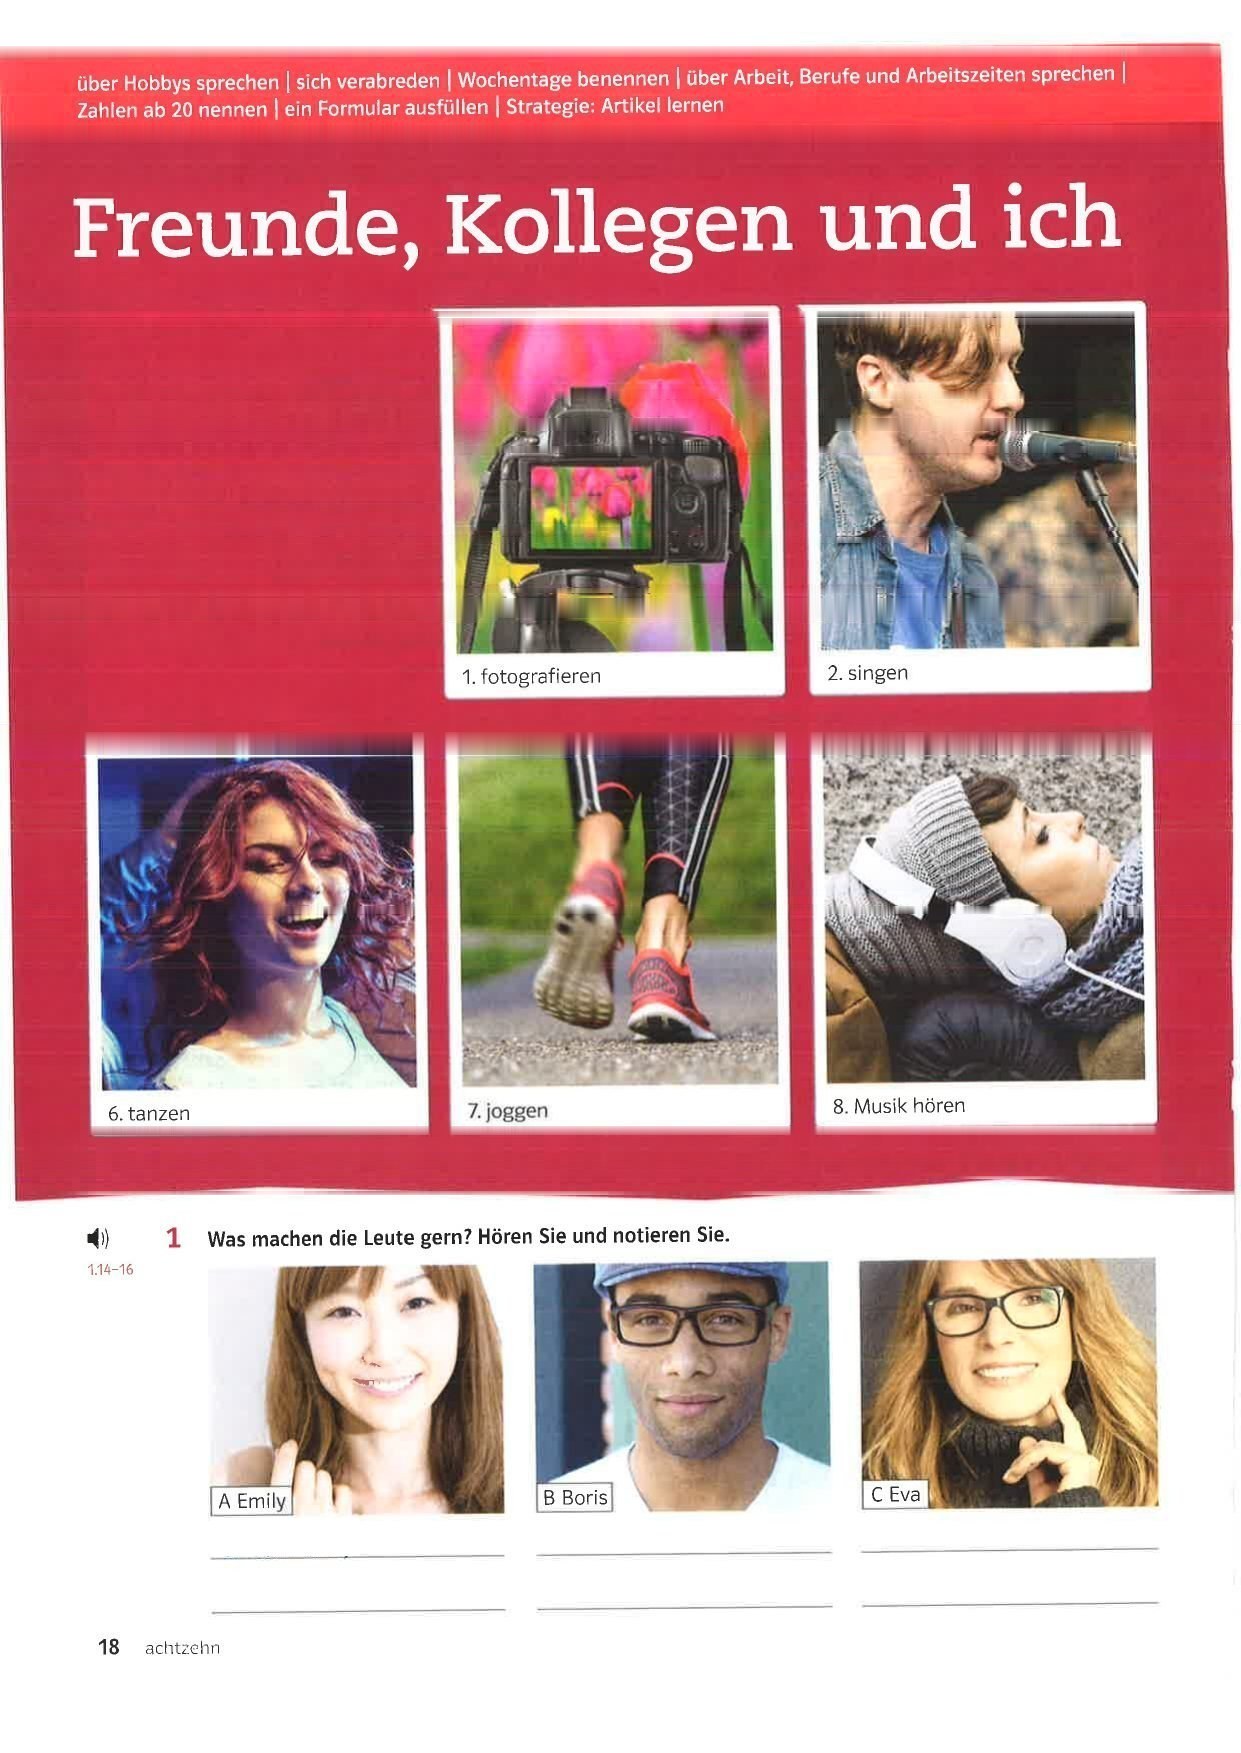 über Hobbys sprechen | sich verabreden | Wochentage benennen | über Arbeit, Berufe und Arbeitszeiten sprechen |
Zahlen ab 20 nennen | ein Formular ausfüllen | Strategie: Artikel lernen
Freunde, Kollegen und ich
1. fotografieren
2. singen
6. tanzen
7. joggen
8. Musik hören
1 Was machen die Leute gern? Hören Sie und notieren Sie.
1.14–16
A Emily
B Boris
C Eva
18 achtzehn